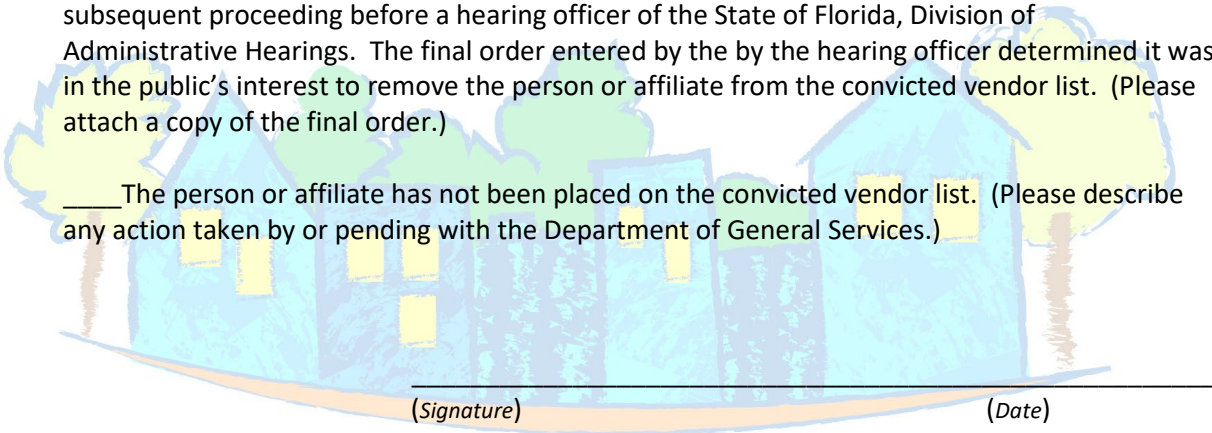 subsequent proceeding before a hearing officer of the State of Florida, Division of
Administrative Hearings.  The final order entered by the by the hearing officer determined it was
in the public’s interest to remove the person or affiliate from the convicted vendor list.  (Please
attach a copy of the final order.)
____The person or affiliate has not been placed on the convicted vendor list.  (Please describe
any action taken by or pending with the Department of General Services.)
(Signature) (Date)